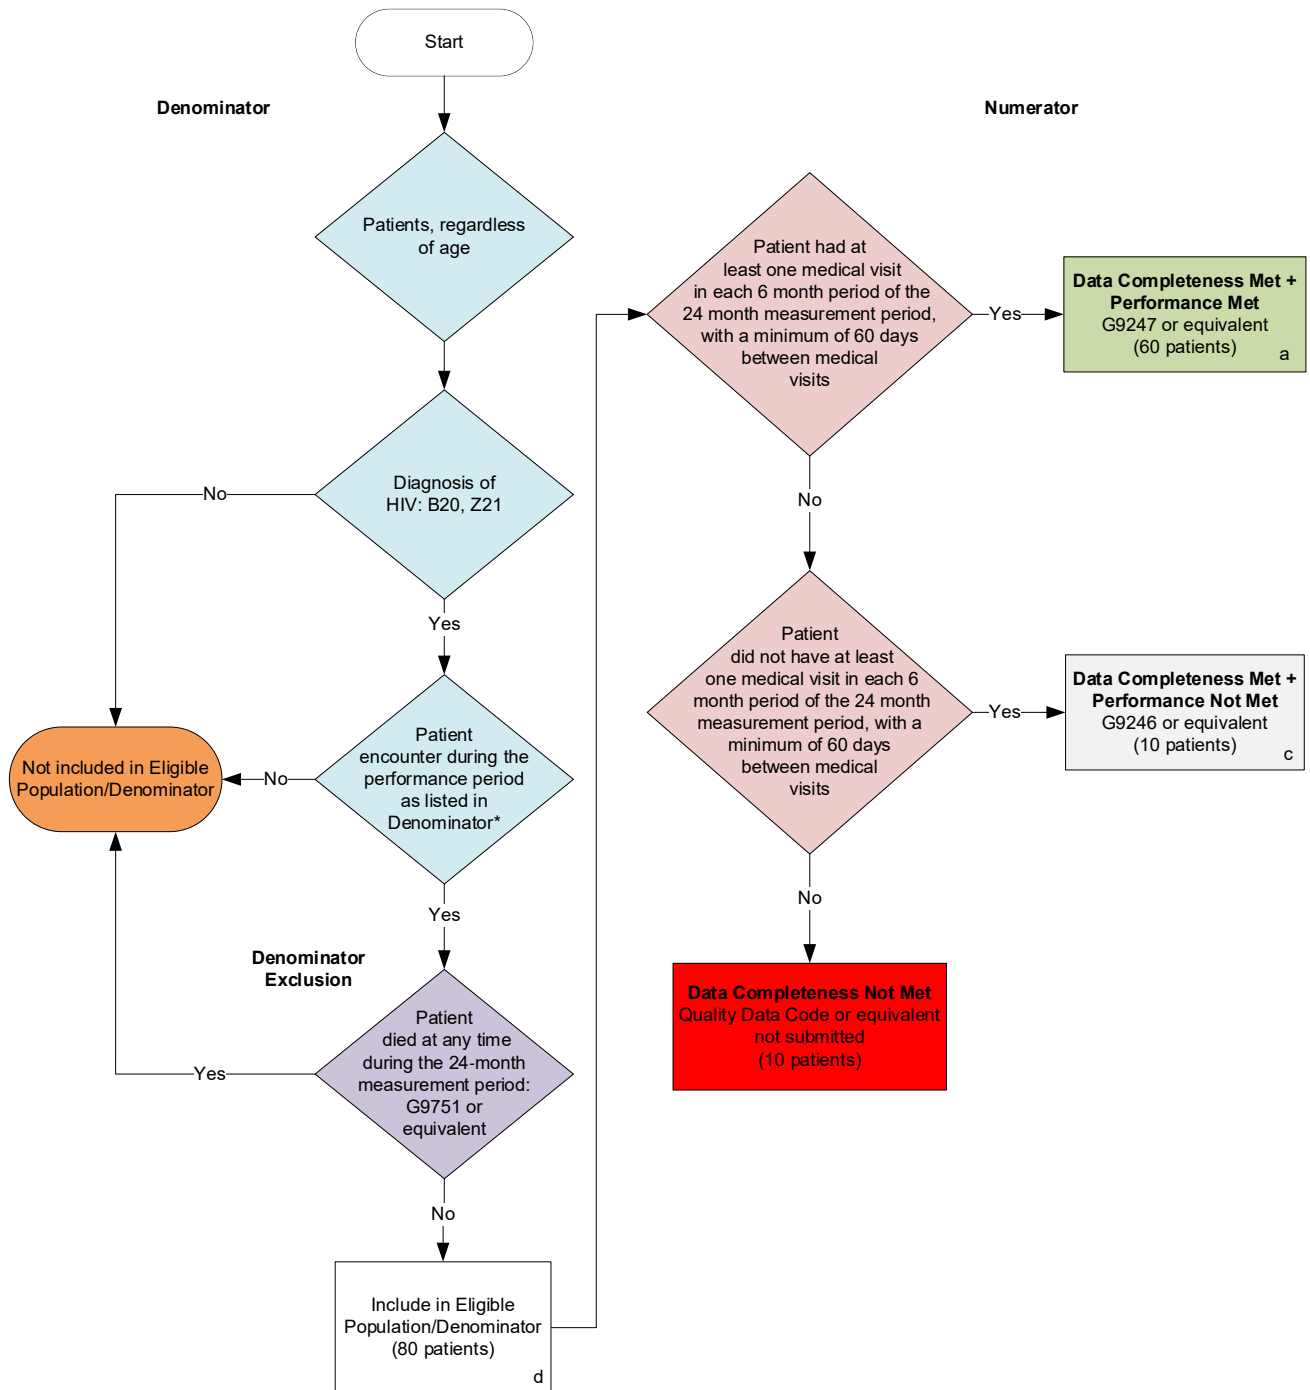 Start
Denominator
Patients, regardless
of age
Diagnosis of
HIV: B20, Z21
No
Yes
Patient
encounter during the
performance period
as listed in
Denominator*
No
Not included in Eligible
Population/Denominator
Yes
Denominator
Exclusion
Patient
died at any time
during the 24-month
measurement period:
G9751 or
equivalent
Yes
No
Include in Eligible
Population/Denominator
(80 patients)
d
Numerator
Patient had at
least one medical visit
in each 6 month period of the
24 month measurement period,
with a minimum of 60 days
between medical
visits
Yes
Data Completeness Met +
Performance Met
G9247 or equivalent
(60 patients)
a
No
Patient
did not have at least
one medical visit in each 6
month period of the 24 month
measurement period, with a
minimum of 60 days
between medical
visits
Yes
Data Completeness Met +
Performance Not Met
G9246 or equivalent
(10 patients)
c
No
Data Completeness Not Met
Quality Data Code or equivalent
not submitted
(10 patients)